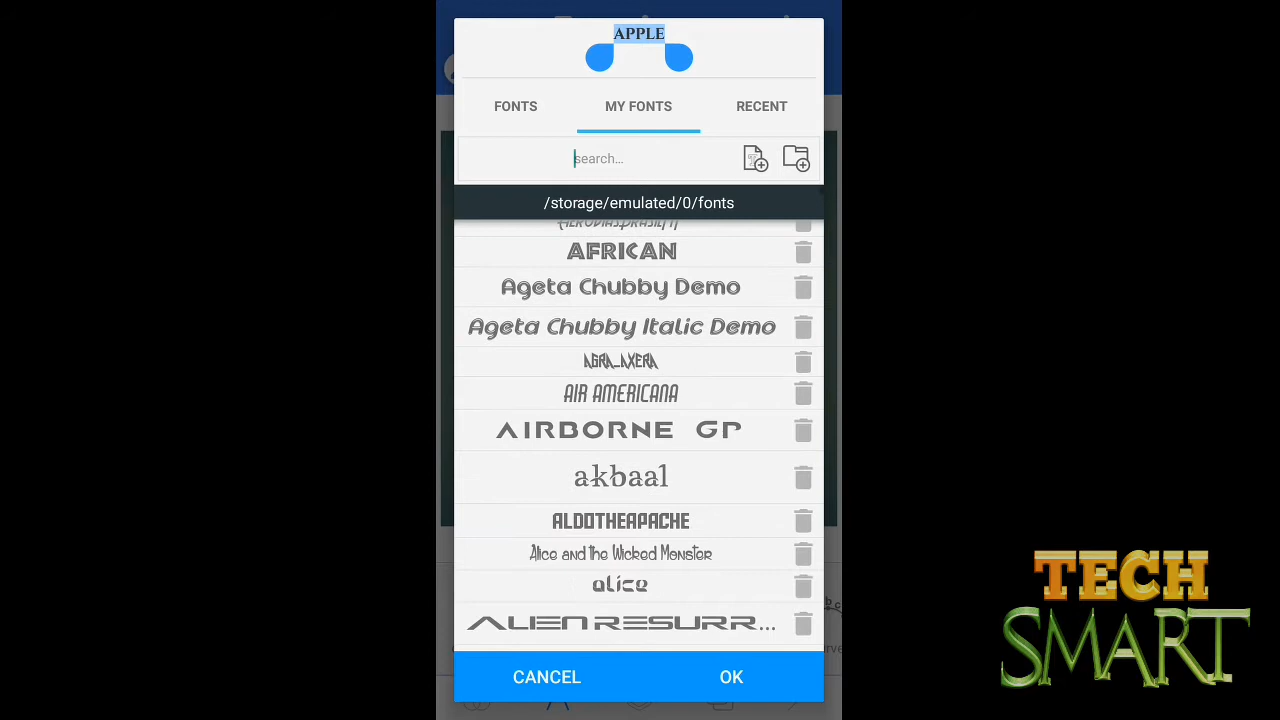 APPLE
FONTS
MY FONTS
RECENT
search...
/storage/emulated/0/fonts
AFRICAN
Ageta Chubby Demo
Ageta Chubby Italic Demo
AGRA_AXERA
AIR AMERICANA
AIRBORNE GP
akbaal
ALDOTHEAPACHE
Alice and the Wicked Monster
alice
ALIEN RESURR...
CANCEL
OK
TECH
SMART